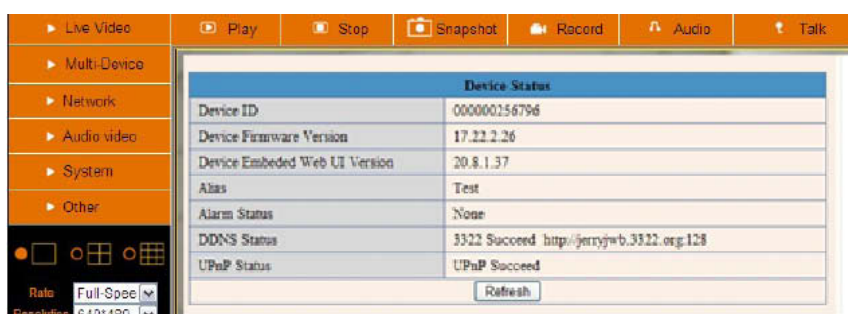 Live Video
Play
Stop
Snapshot
Record
Audio
Talk
Multi-Device
Network
Audio video
System
Other
Rate
Full-Spee
Resolution
640*480
Device Status
Device ID
000000256796
Device Firmware Version
17.22.2.26
Device Embeded Web UI Version
20.8.1.37
Alias
Test
Alarm Status
None
DDNS Status
3322 Succeed http://jerryjwb.3322.org:128
UPnP Status
UPnP Succeed
Refresh